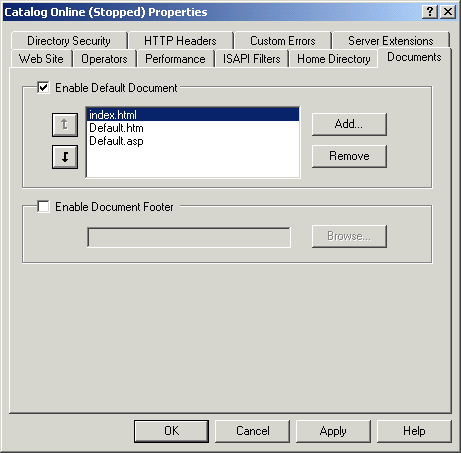 Catalog Online (Stopped) Properties
Directory Security HTTP Headers Custom Errors Server Extensions
Web Site Operators Performance ISAPI Filters Home Directory Documents
Enable Default Document
index.html
Default.htm
Default.asp
Add...
Remove
Enable Document Footer
Browse...
OK Cancel Apply Help